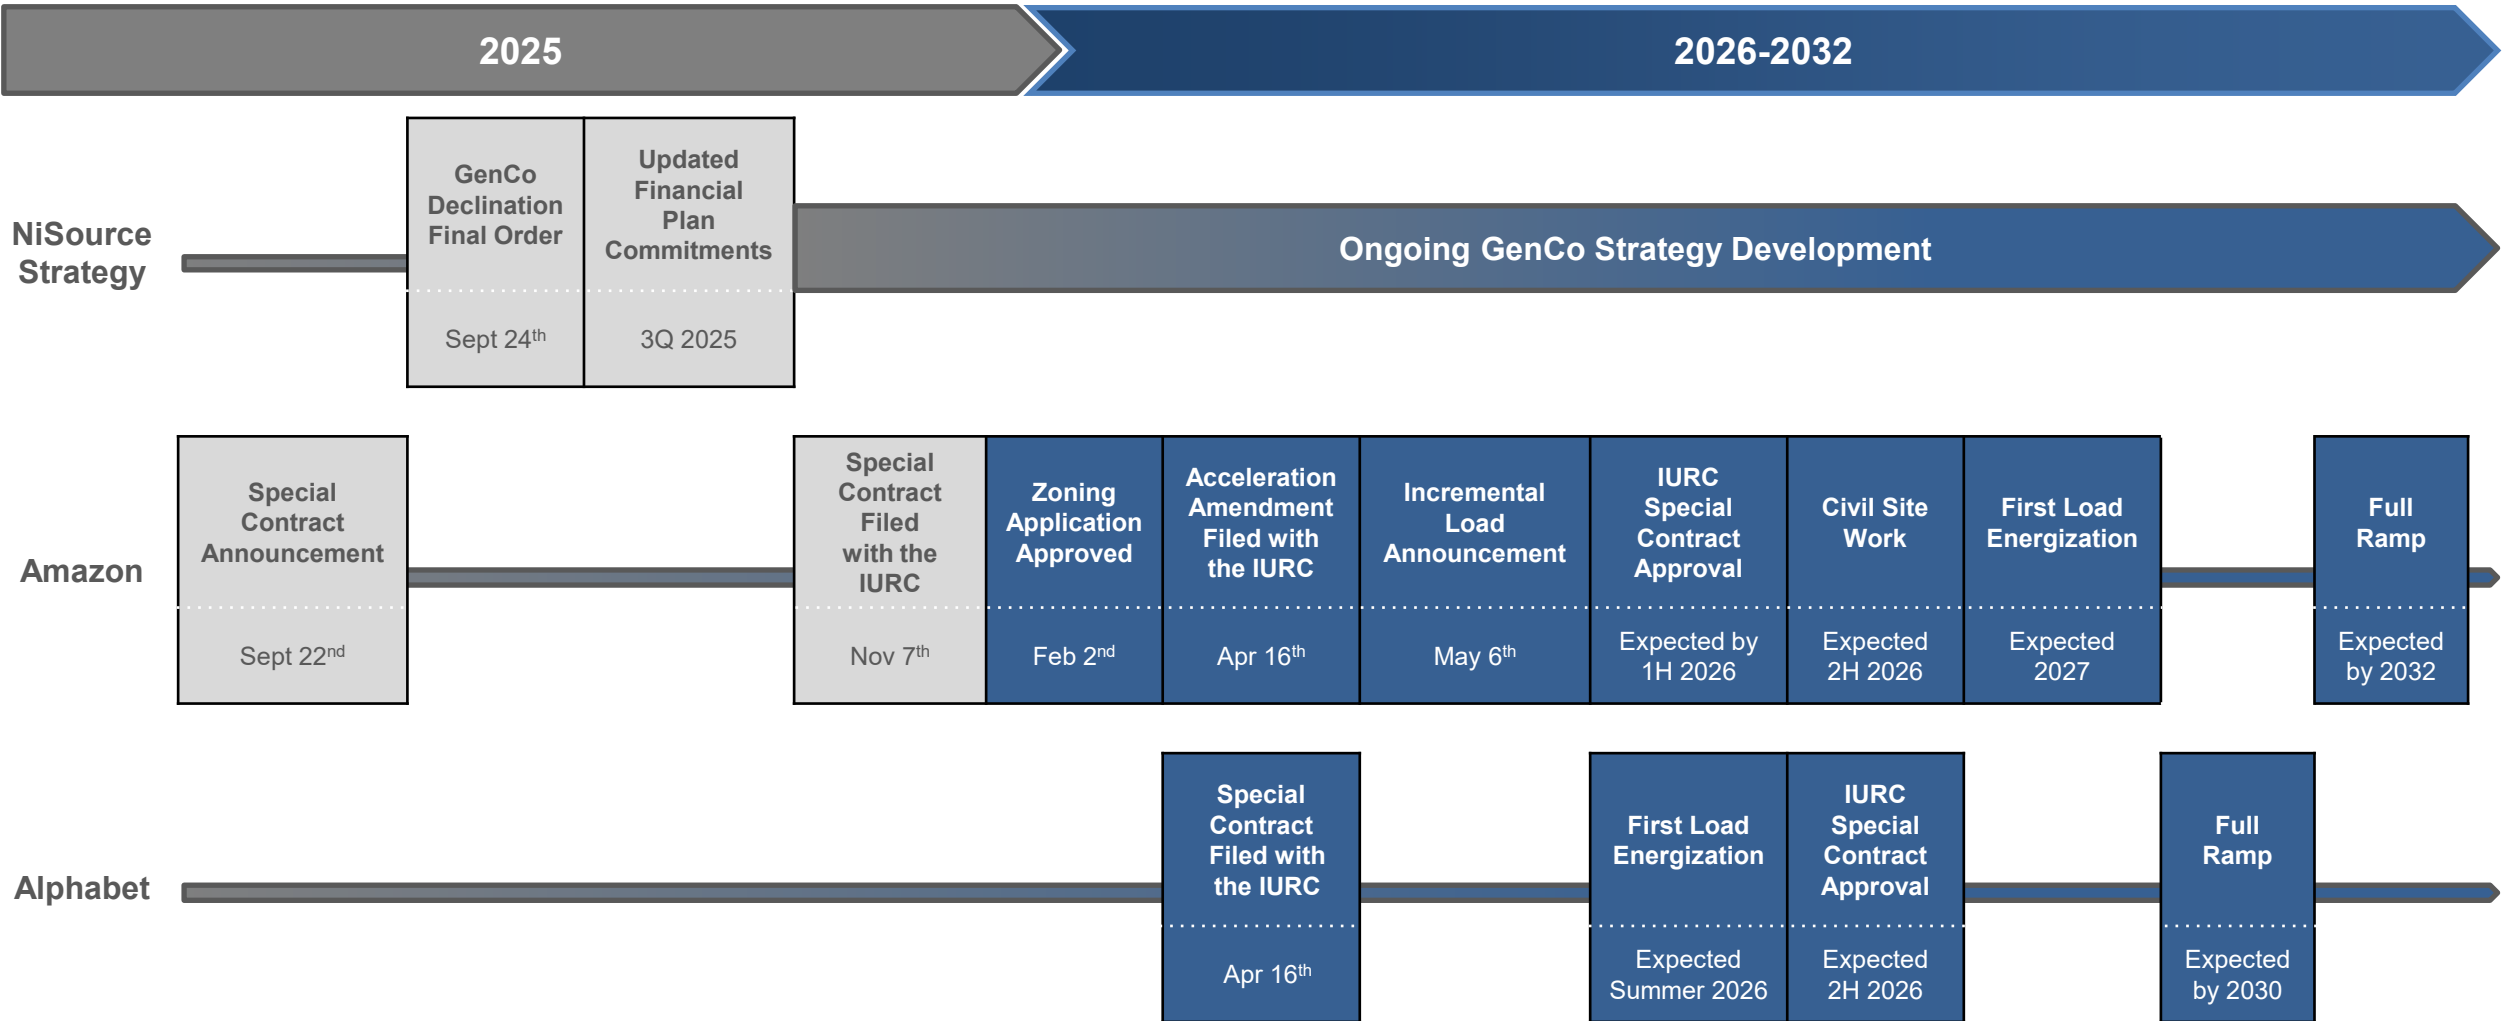 2025
2026-2032
NiSource
Strategy
GenCo
Declination
Final Order
Sept 24th
Updated
Financial
Plan
Commitments
3Q 2025
Ongoing GenCo Strategy Development
Amazon
Special
Contract
Announcement
Sept 22nd
Special
Contract
Filed
with the
IURC
Nov 7th
Zoning
Application
Approved
Feb 2nd
Acceleration
Amendment
Filed with
the IURC
Apr 16th
Incremental
Load
Announcement
May 6th
IURC
Special
Contract
Approval
Expected by
1H 2026
Civil Site
Work
Expected
2H 2026
First Load
Energization
Expected
2027
Full
Ramp
Expected
by 2032
Alphabet
Special
Contract
Filed with
the IURC
Apr 16th
First Load
Energization
Expected
Summer 2026
IURC
Special
Contract
Approval
Expected
2H 2026
Full
Ramp
Expected
by 2030